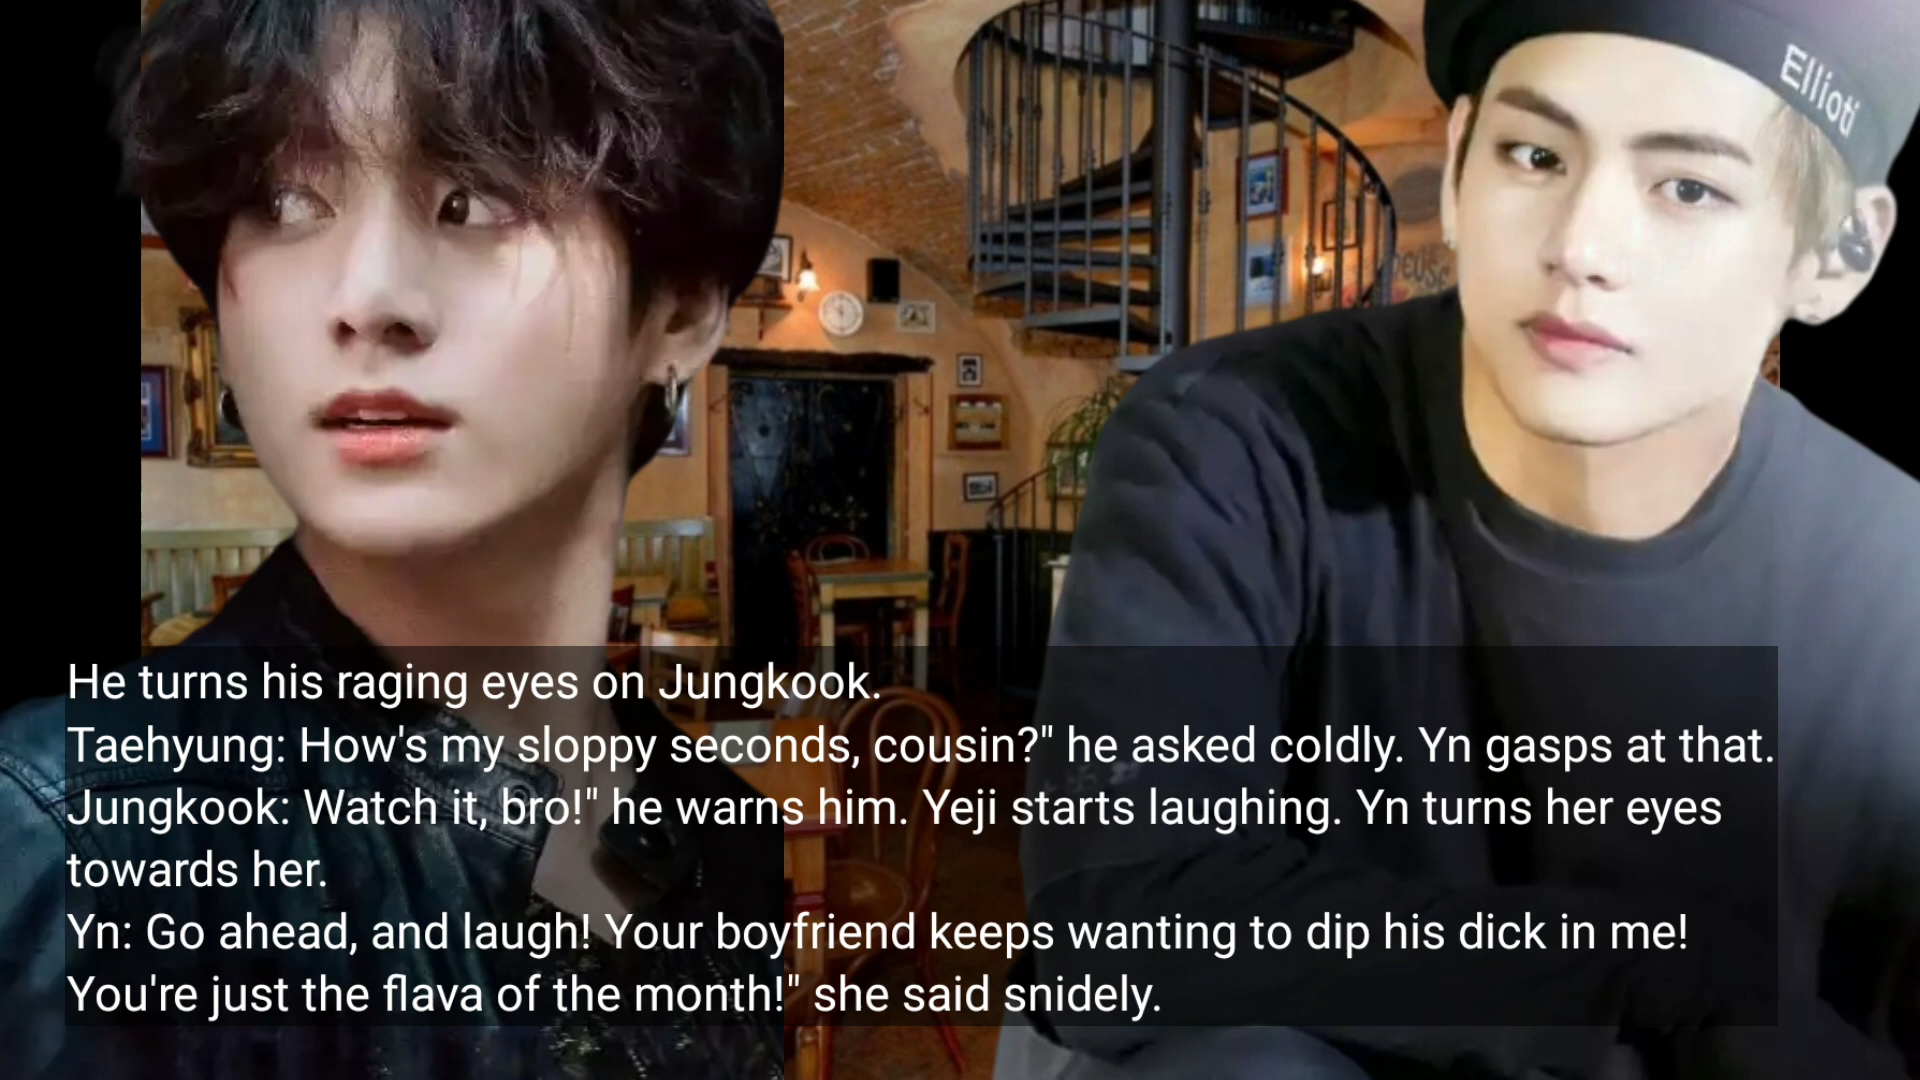 Ellioti
He turns his raging eyes on Jungkook.
Taehyung: How's my sloppy seconds, cousin?" he asked coldly. Yn gasps at that.
Jungkook: Watch it, bro!" he warns him. Yeji starts laughing. Yn turns her eyes
towards her.
Yn: Go ahead, and laugh! Your boyfriend keeps wanting to dip his dick in me!
You're just the flava of the month!" she said snidely.